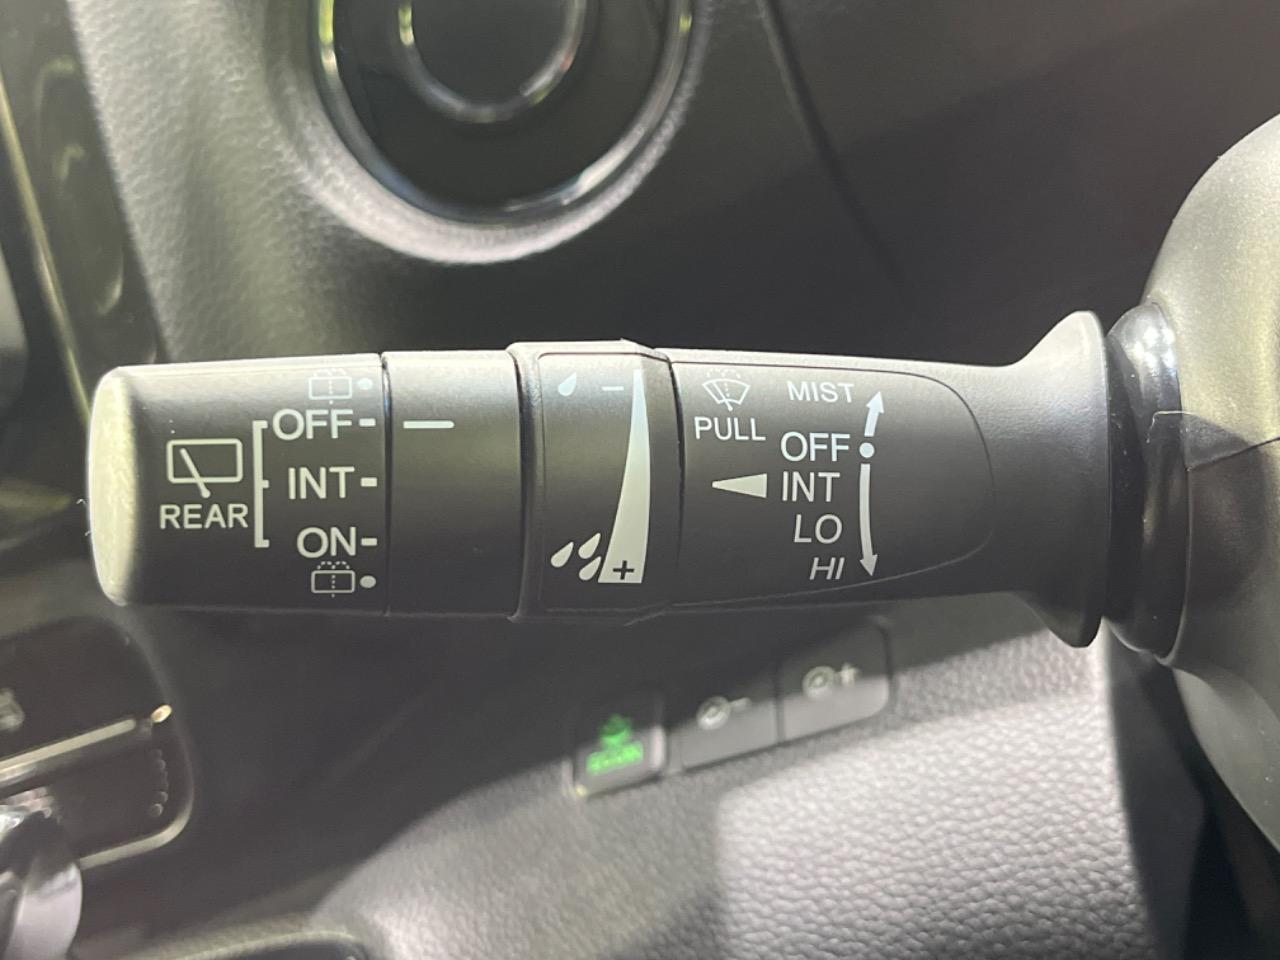 REAR
OFF
INT
ON
−
+
PULL
MIST
OFF
INT
LO
HI